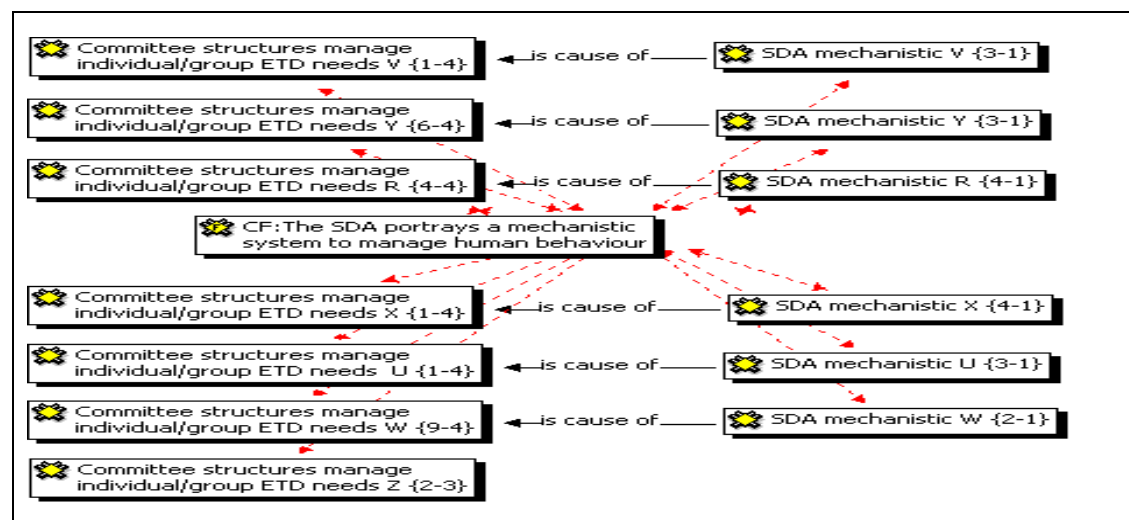 Committee structures manage
individual/group ETD needs V {1-4}
is cause of
SDA mechanistic V {3-1}
Committee structures manage
individual/group ETD needs Y {6-4}
is cause of
SDA mechanistic Y {3-1}
Committee structures manage
individual/group ETD needs R {4-4}
is cause of
SDA mechanistic R {4-1}
CF:The SDA portrays a mechanistic
system to manage human behaviour
Committee structures manage
individual/group ETD needs X {1-4}
is cause of
SDA mechanistic X {4-1}
Committee structures manage
individual/group ETD needs U {1-4}
is cause of
SDA mechanistic U {3-1}
Committee structures manage
individual/group ETD needs W {9-4}
is cause of
SDA mechanistic W {2-1}
Committee structures manage
individual/group ETD needs Z {2-3}